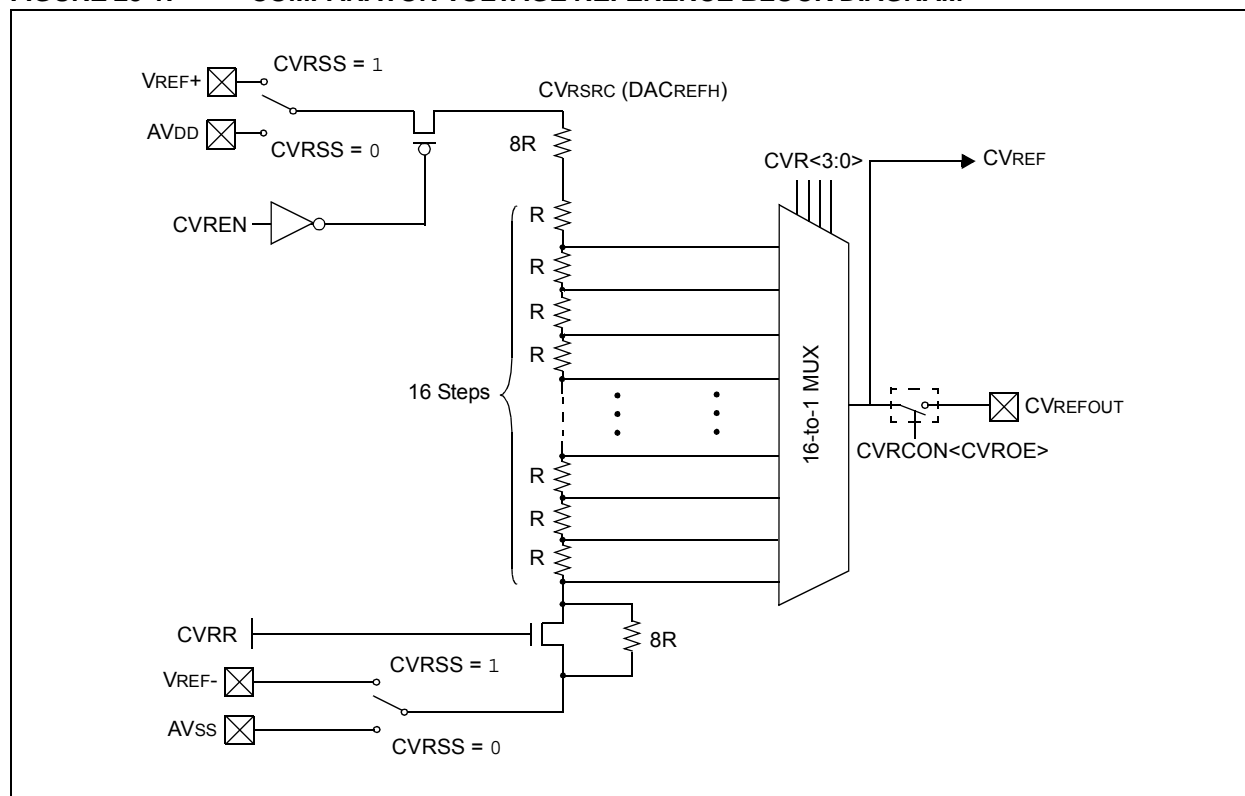 CVRSS = 1
VREF+
CVRSRC (DACREFH)
AVDD
8R
CVRSS = 0
CVR<3:0>
CVREF
CVREN
R
R
R
R
16 Steps
16-to-1 MUX
CVREFOUT
CVRCON<CVROE>
R
R
R
CVRR
8R
CVRSS = 1
VREF-
AVSS
CVRSS = 0